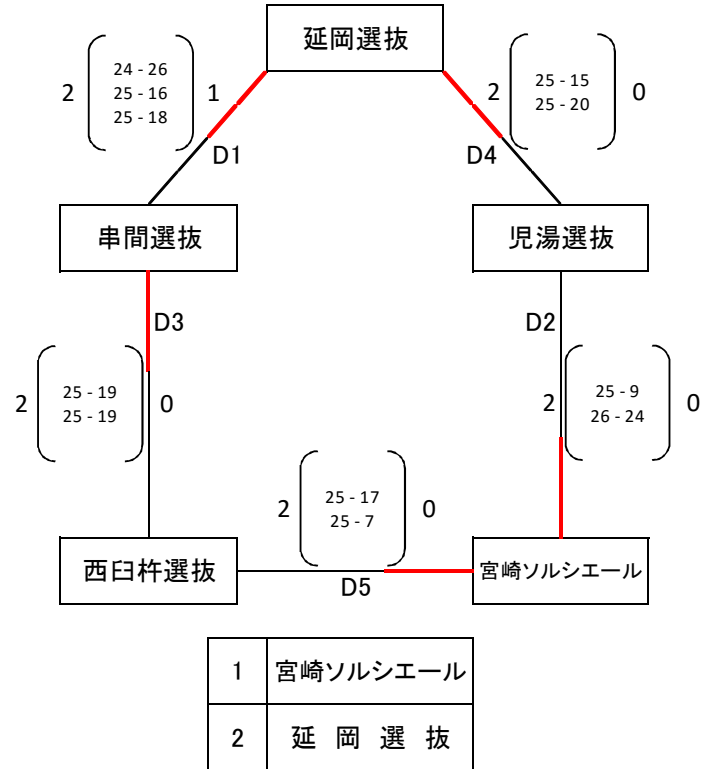 延岡選抜
2
24 - 26
25 - 16
25 - 18
1
D1
2
25 - 15
25 - 20
0
D4
串間選抜
児湯選抜
D3
2
25 - 19
25 - 19
0
D2
2
25 - 9
26 - 24
0
2
25 - 17
25 - 7
0
西臼杵選抜
D5
宮崎ソルシエール
1 宮崎ソルシエール
2 延 岡 選 抜